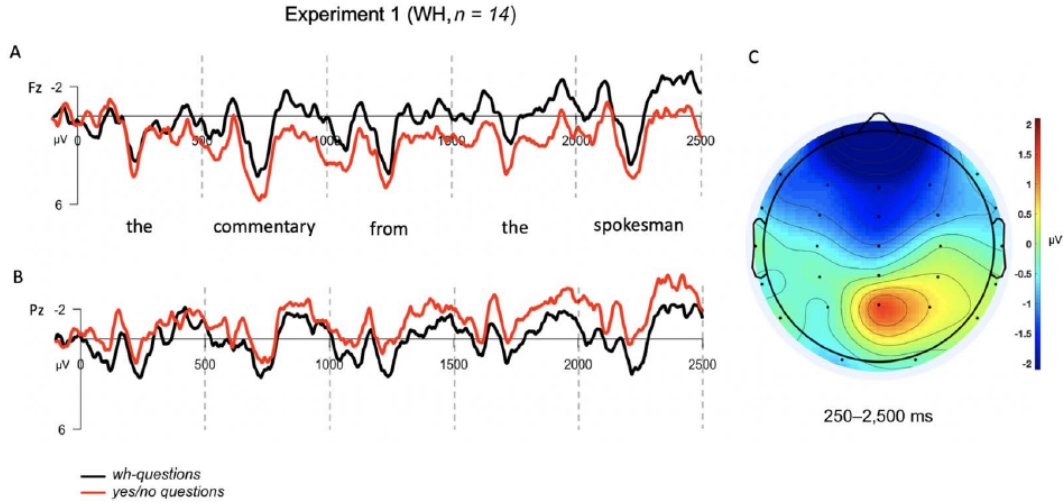 Experiment 1 (WH, n = 14)
A
Fz -2
µV 0 500 1000 1500 2000 2500
6
the commentary from the spokesman
B
Pz -2
µV 0 500 1000 1500 2000 2500
6
wh-questions
yes/no questions
C
2
1.5
1
0.5
0
-0.5
-1
-1.5
-2
µV
250–2,500 ms